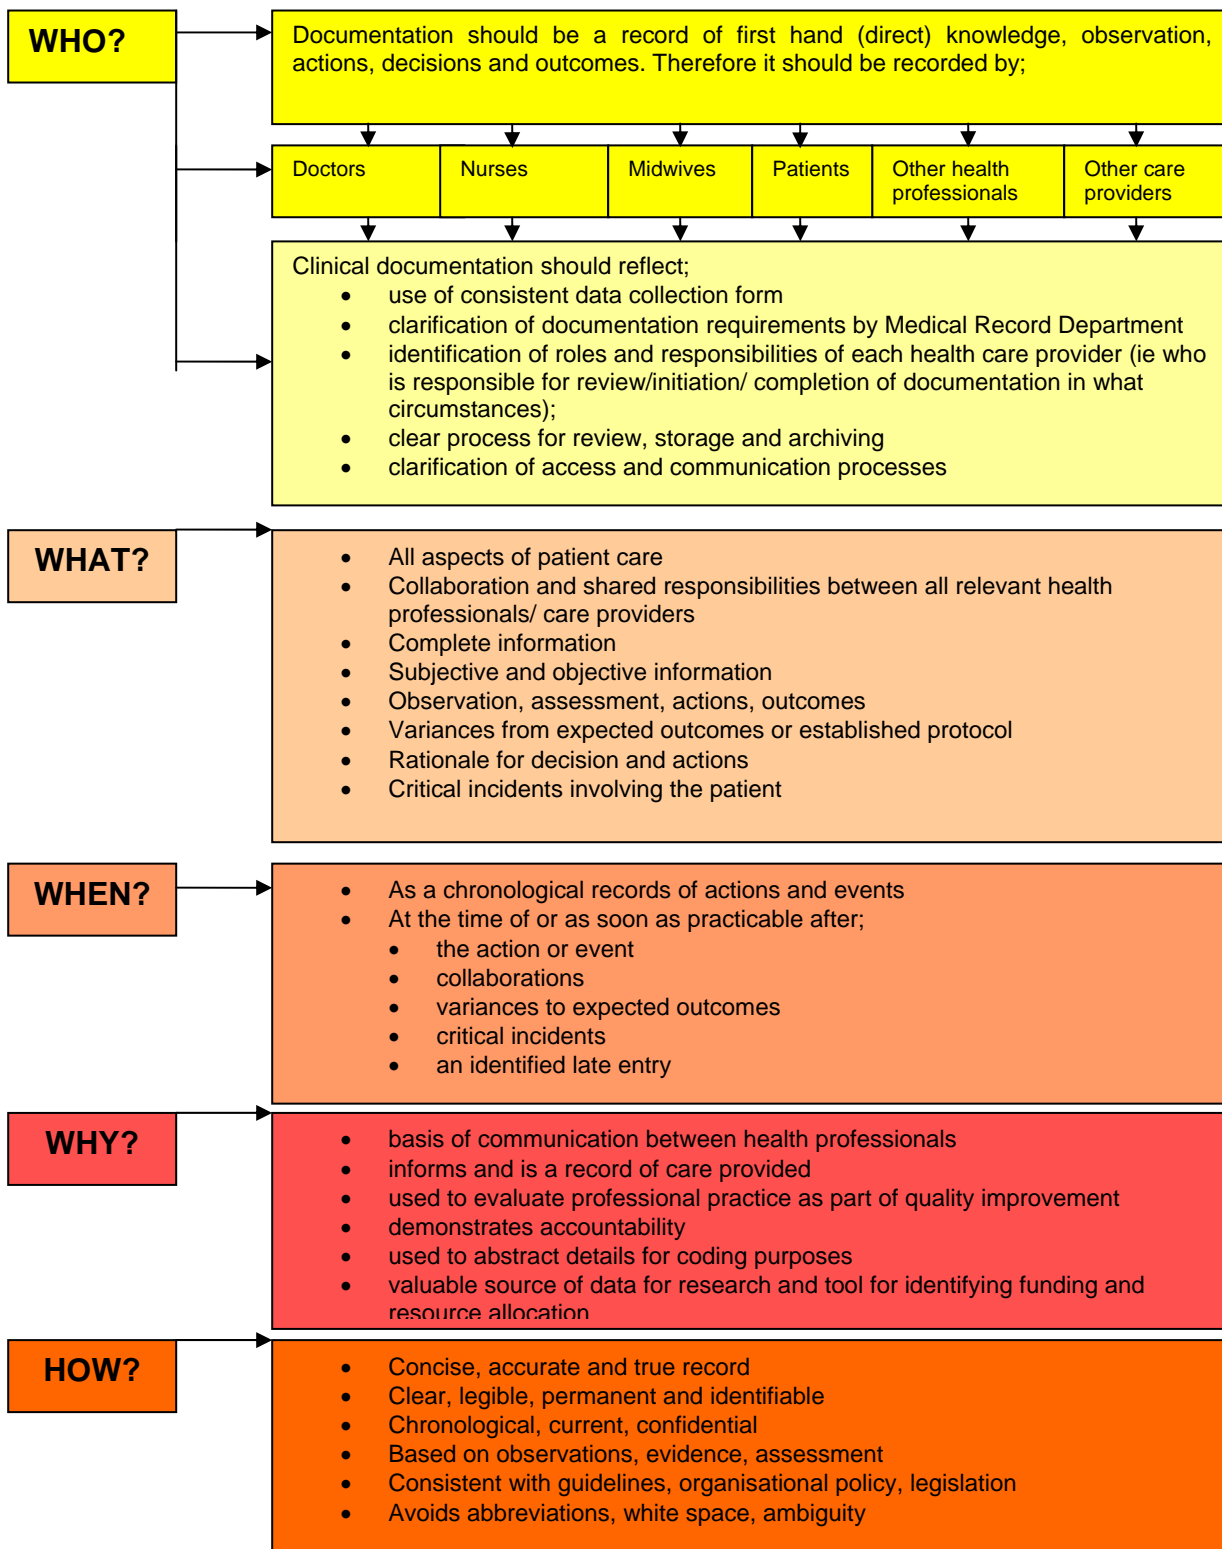 WHO?
Documentation should be a record of first hand (direct) knowledge, observation,
actions, decisions and outcomes. Therefore it should be recorded by;
Doctors
Nurses
Midwives
Patients
Other health
professionals
Other care
providers
Clinical documentation should reflect;
• use of consistent data collection form
• clarification of documentation requirements by Medical Record Department
• identification of roles and responsibilities of each health care provider (ie who
is responsible for review/initiation/ completion of documentation in what
circumstances);
• clear process for review, storage and archiving
• clarification of access and communication processes
WHAT?
• All aspects of patient care
• Collaboration and shared responsibilities between all relevant health
professionals/ care providers
• Complete information
• Subjective and objective information
• Observation, assessment, actions, outcomes
• Variances from expected outcomes or established protocol
• Rationale for decision and actions
• Critical incidents involving the patient
WHEN?
• As a chronological records of actions and events
• At the time of or as soon as practicable after;
• the action or event
• collaborations
• variances to expected outcomes
• critical incidents
• an identified late entry
WHY?
• basis of communication between health professionals
• informs and is a record of care provided
• used to evaluate professional practice as part of quality improvement
• demonstrates accountability
• used to abstract details for coding purposes
• valuable source of data for research and tool for identifying funding and
resource allocation
HOW?
• Concise, accurate and true record
• Clear, legible, permanent and identifiable
• Chronological, current, confidential
• Based on observations, evidence, assessment
• Consistent with guidelines, organisational policy, legislation
• Avoids abbreviations, white space, ambiguity